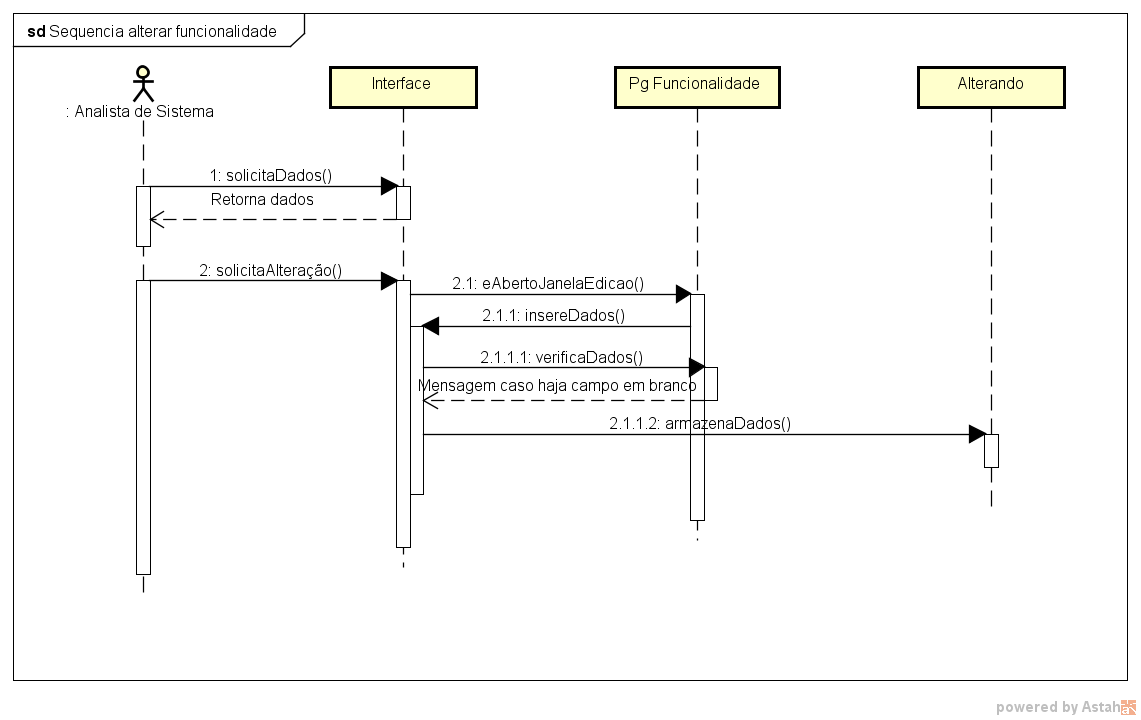 sd Sequencia alterar funcionalidade
: Analista de Sistema
Interface
Pg Funcionalidade
Alterando
1: solicitaDados()
Retorna dados
2: solicitaAlteração()
2.1: eAbertoJanelaEdicao()
2.1.1: insereDados()
2.1.1.1: verificaDados()
Mensagem caso haja campo em branco
2.1.1.2: armazenaDados()
powered by Astah